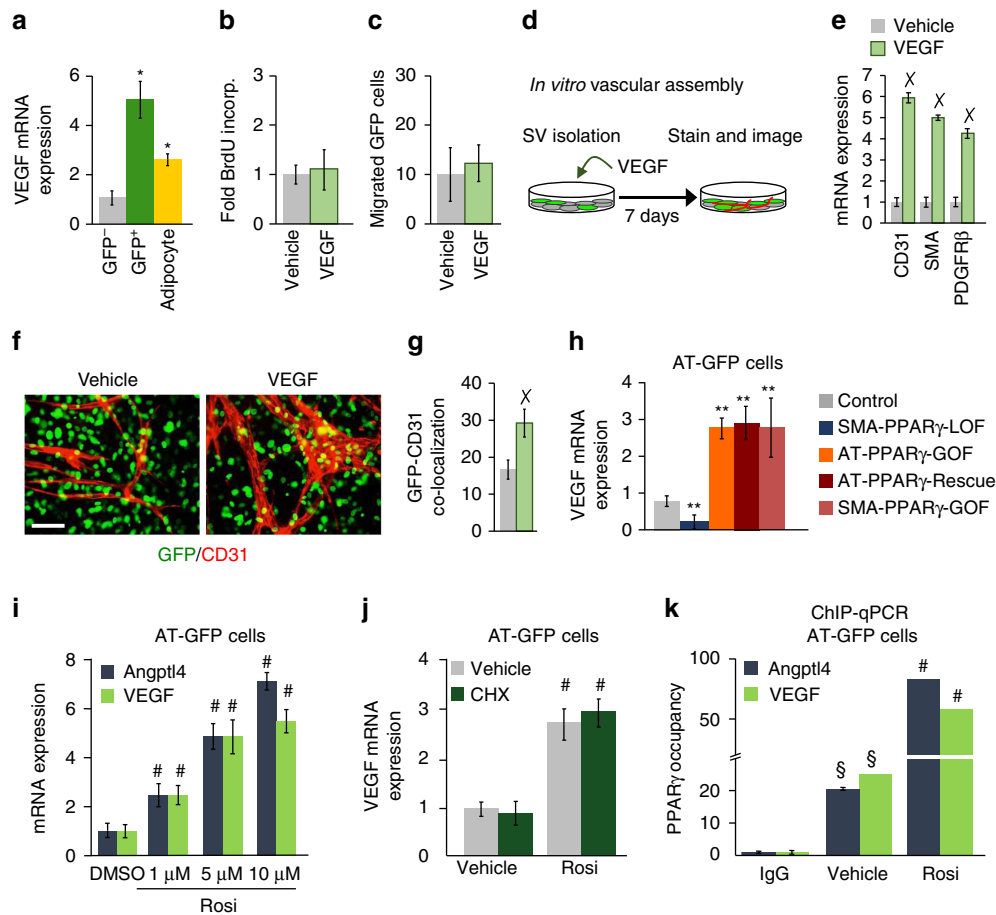 a
VEGF mRNA
expression
6
4
2
0
*
*
GFP⁻
GFP⁺
Adipocyte
b
Fold BrdU incorp.
3
2
1
0
Vehicle
VEGF
c
Migrated GFP cells
30
20
10
0
Vehicle
VEGF
d
In vitro vascular assembly
SV isolation
Stain and image
VEGF
7 days
e
Vehicle
VEGF
mRNA expression
7
6
5
4
3
2
1
0
χ
χ
χ
CD31
SMA
PDGFRβ
f
Vehicle
VEGF
GFP/CD31
g
GFP-CD31
co-localization
40
30
20
10
0
χ
h
AT-GFP cells
VEGF mRNA
expression
4
3
2
1
0
**
**
**
**
Control
SMA-PPARγ-LOF
AT-PPARγ-GOF
AT-PPARγ-Rescue
SMA-PPARγ-GOF
i
AT-GFP cells
Angptl4
VEGF
mRNA expression
8
6
4
2
0
# #
# #
#
#
DMSO 1 μM 5 μM 10 μM
Rosi
j
AT-GFP cells
Vehicle
CHX
VEGF mRNA
expression
4
3
2
1
0
# #
Vehicle
Rosi
k
ChIP-qPCR
AT-GFP cells
Angptl4
VEGF
PPARγ occupancy
100
50
20
10
0
§
§
#
#
IgG
Vehicle
Rosi